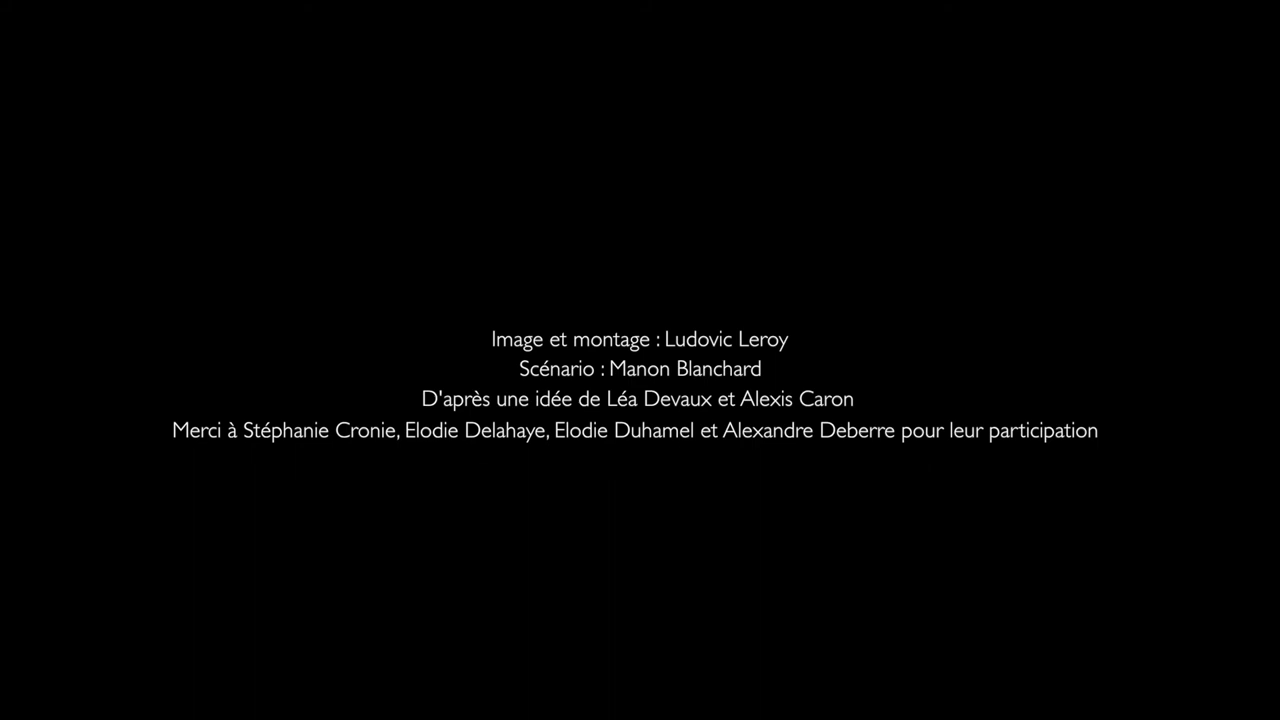 Image et montage : Ludovic Leroy
Scénario : Manon Blanchard
D'après une idée de Léa Devaux et Alexis Caron
Merci à Stéphanie Cronie, Elodie Delahaye, Elodie Duhamel et Alexandre Deberre pour leur participation